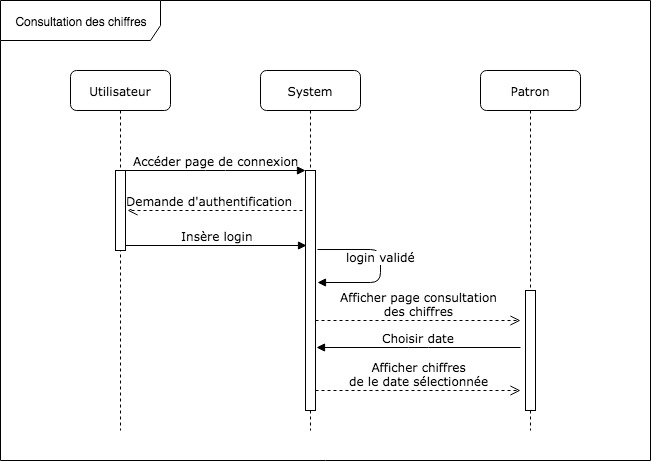 Consultation des chiffres
Utilisateur
System
Patron
Accéder page de connexion
Demande d'authentification
Insère login
login validé
Afficher page consultation
des chiffres
Choisir date
Afficher chiffres
de le date sélectionnée